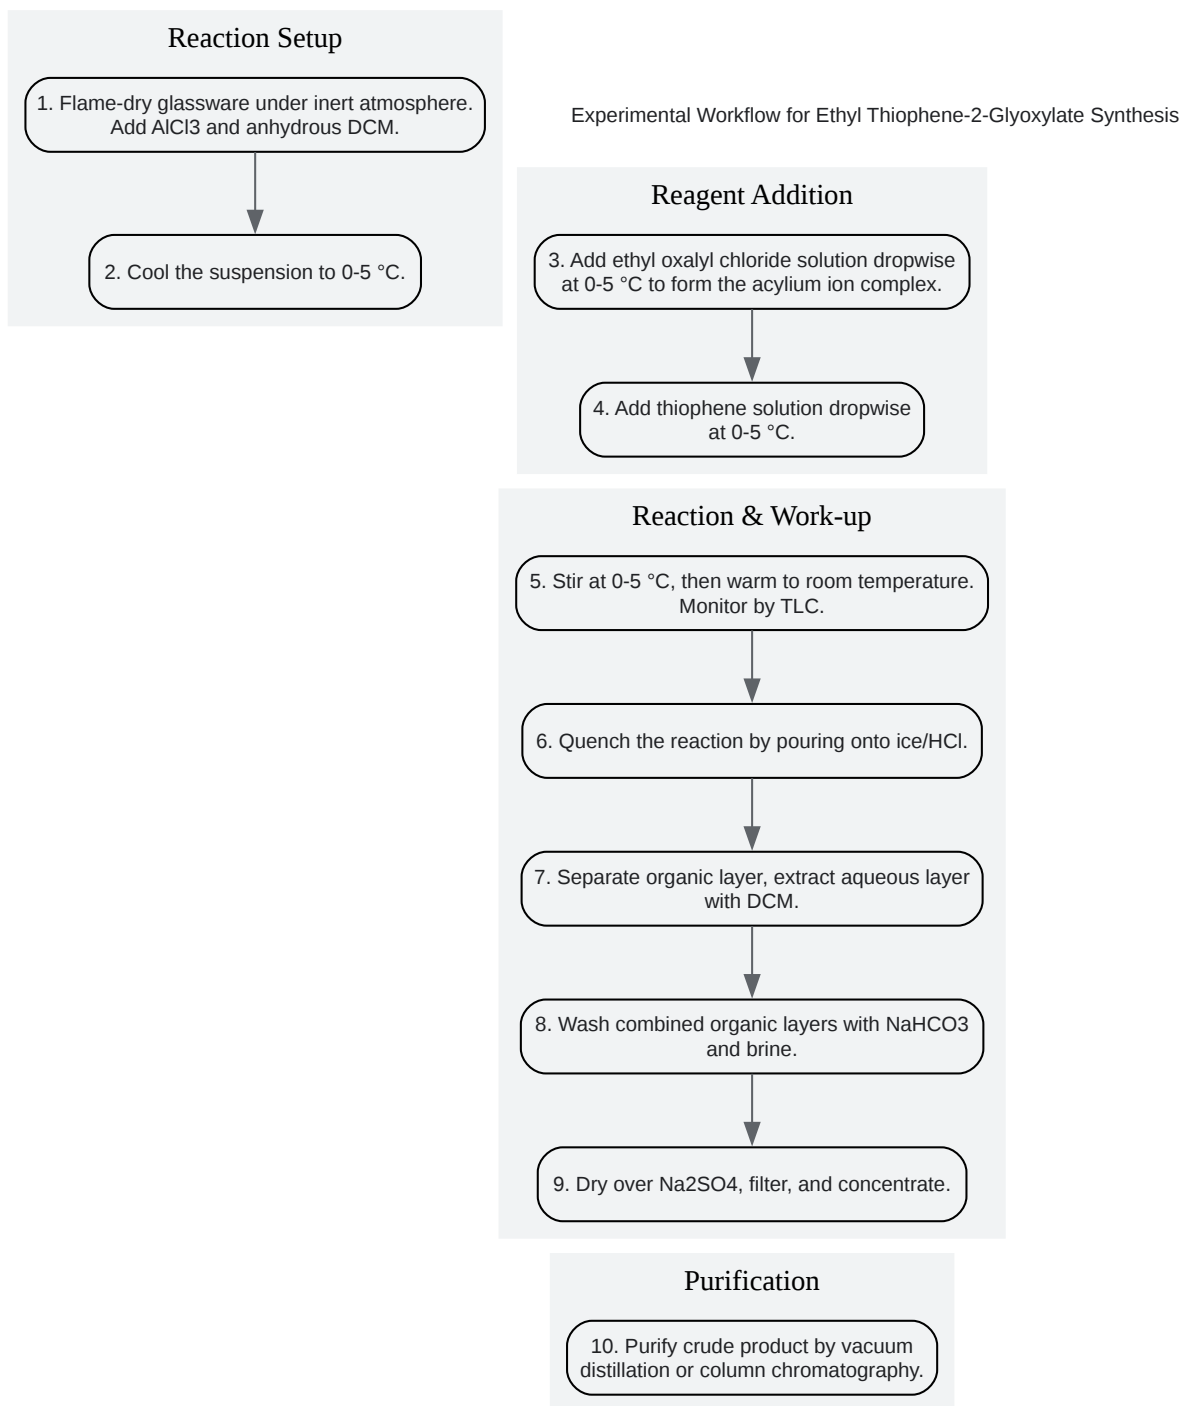 Reaction Setup
1. Flame-dry glassware under inert atmosphere.
Add AlCl3 and anhydrous DCM.
2. Cool the suspension to 0-5 °C.
Experimental Workflow for Ethyl Thiophene-2-Glyoxylate Synthesis
Reagent Addition
3. Add ethyl oxalyl chloride solution dropwise
at 0-5 °C to form the acylium ion complex.
4. Add thiophene solution dropwise
at 0-5 °C.
Reaction & Work-up
5. Stir at 0-5 °C, then warm to room temperature.
Monitor by TLC.
6. Quench the reaction by pouring onto ice/HCl.
7. Separate organic layer, extract aqueous layer
with DCM.
8. Wash combined organic layers with NaHCO3
and brine.
9. Dry over Na2SO4, filter, and concentrate.
Purification
10. Purify crude product by vacuum
distillation or column chromatography.